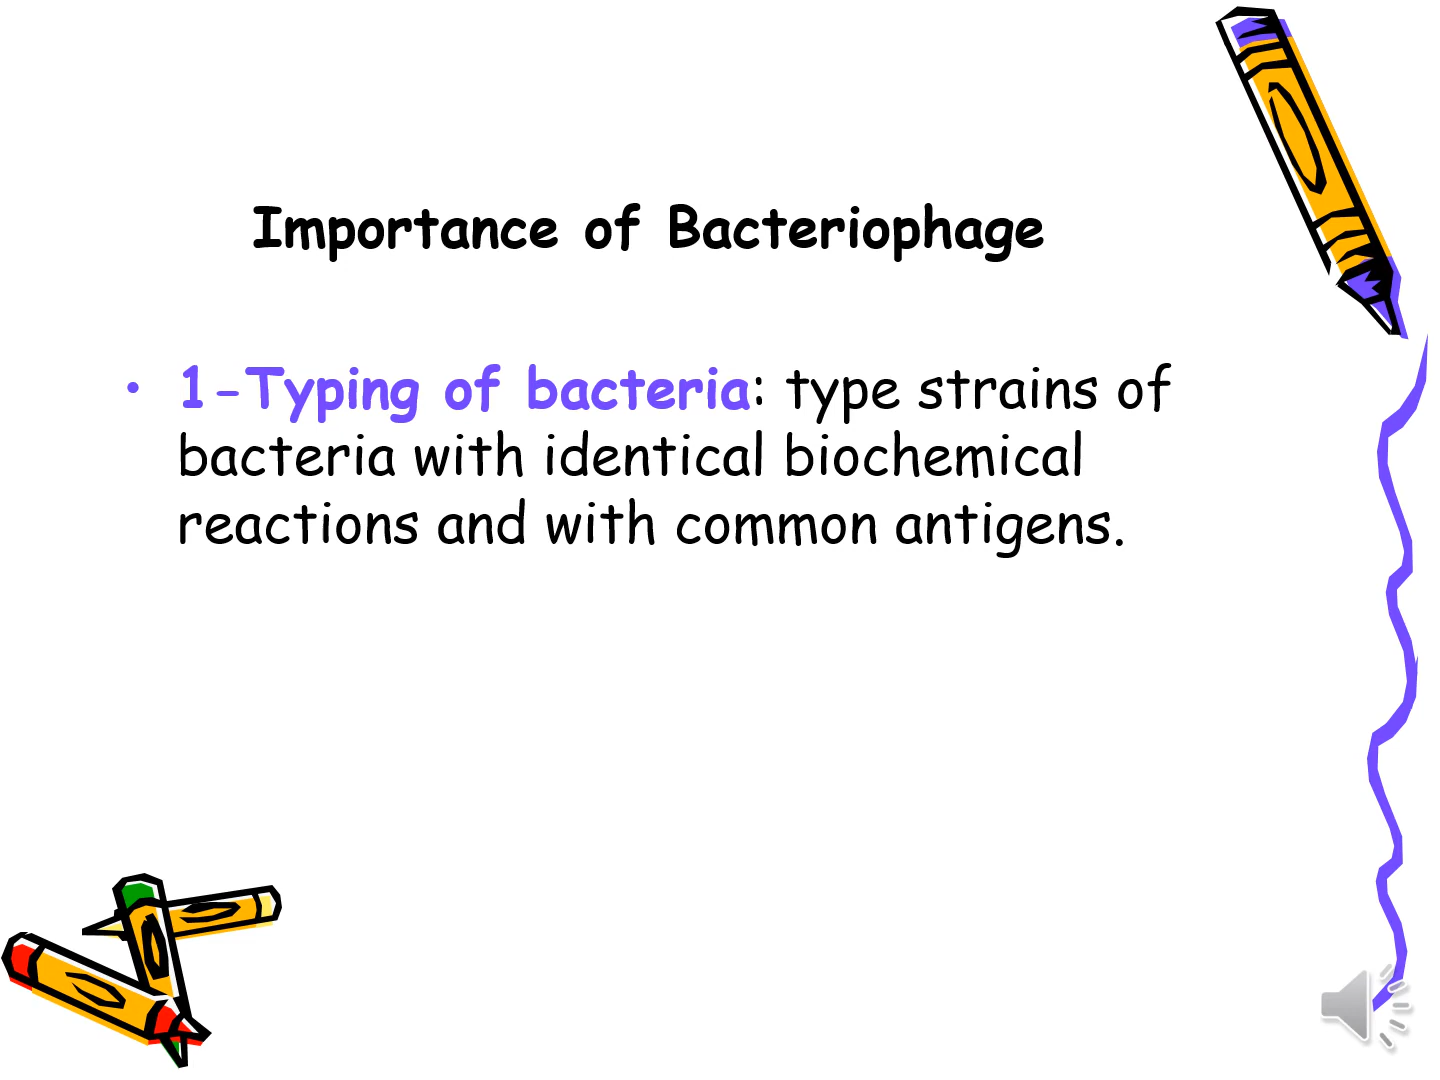 Importance of Bacteriophage
• 1-Typing of bacteria: type strains of
bacteria with identical biochemical
reactions and with common antigens.